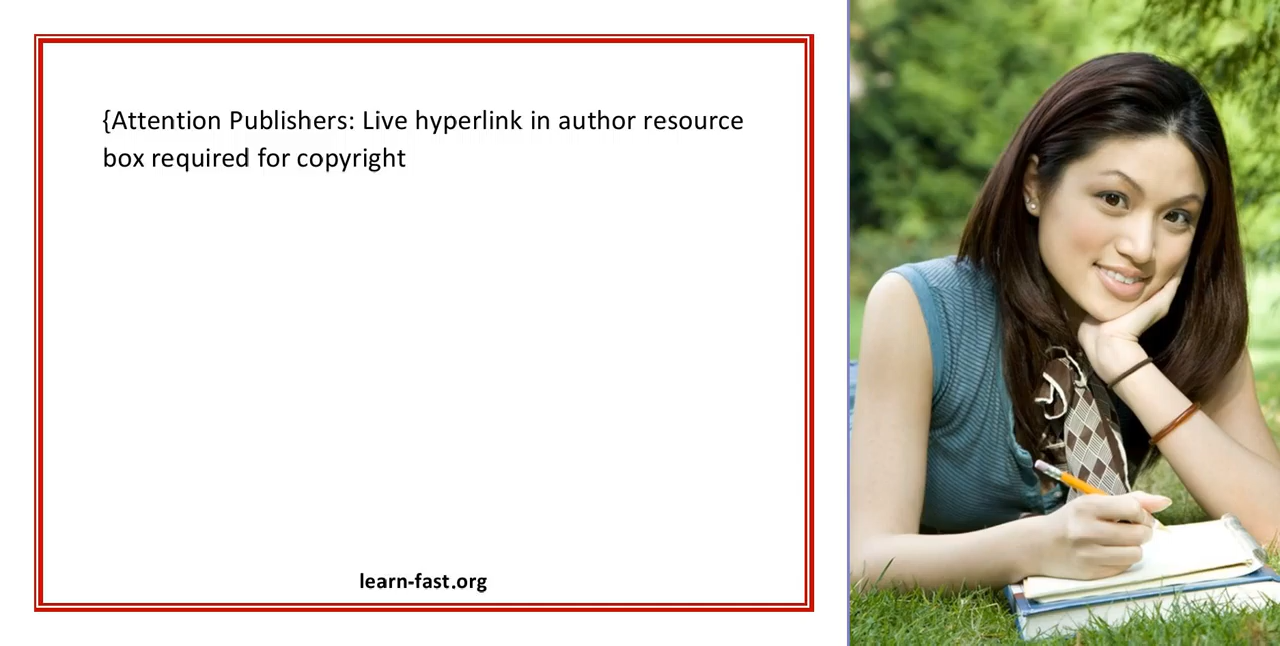 {Attention Publishers: Live hyperlink in author resource
box required for copyright
learn-fast.org